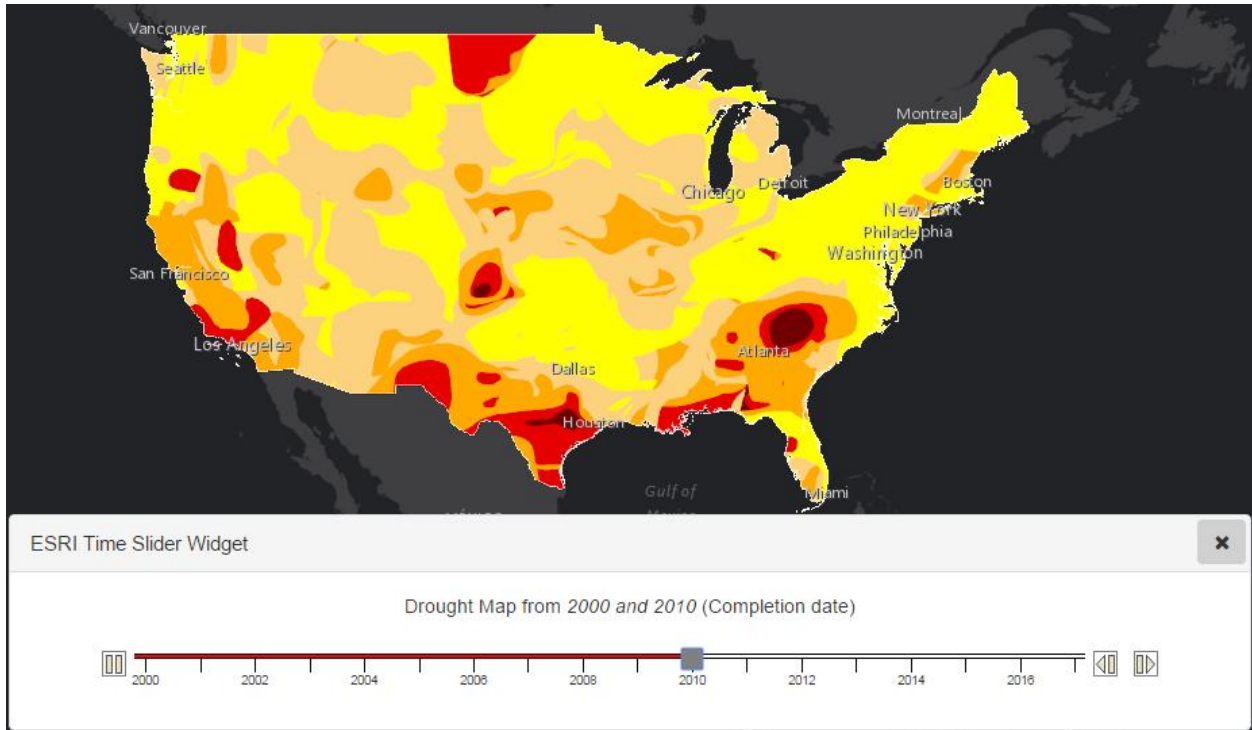 Vancouver
Seattle
Montreal
Boston
Detroit
Chicago
New York
Philadelphia
Washington
San Francisco
Los Angeles
Atlanta
Dallas
Houston
Miami
Gulf of
ESRI Time Slider Widget
Drought Map from 2000 and 2010 (Completion date)
2000 2002 2004 2006 2008 2010 2012 2014 2016